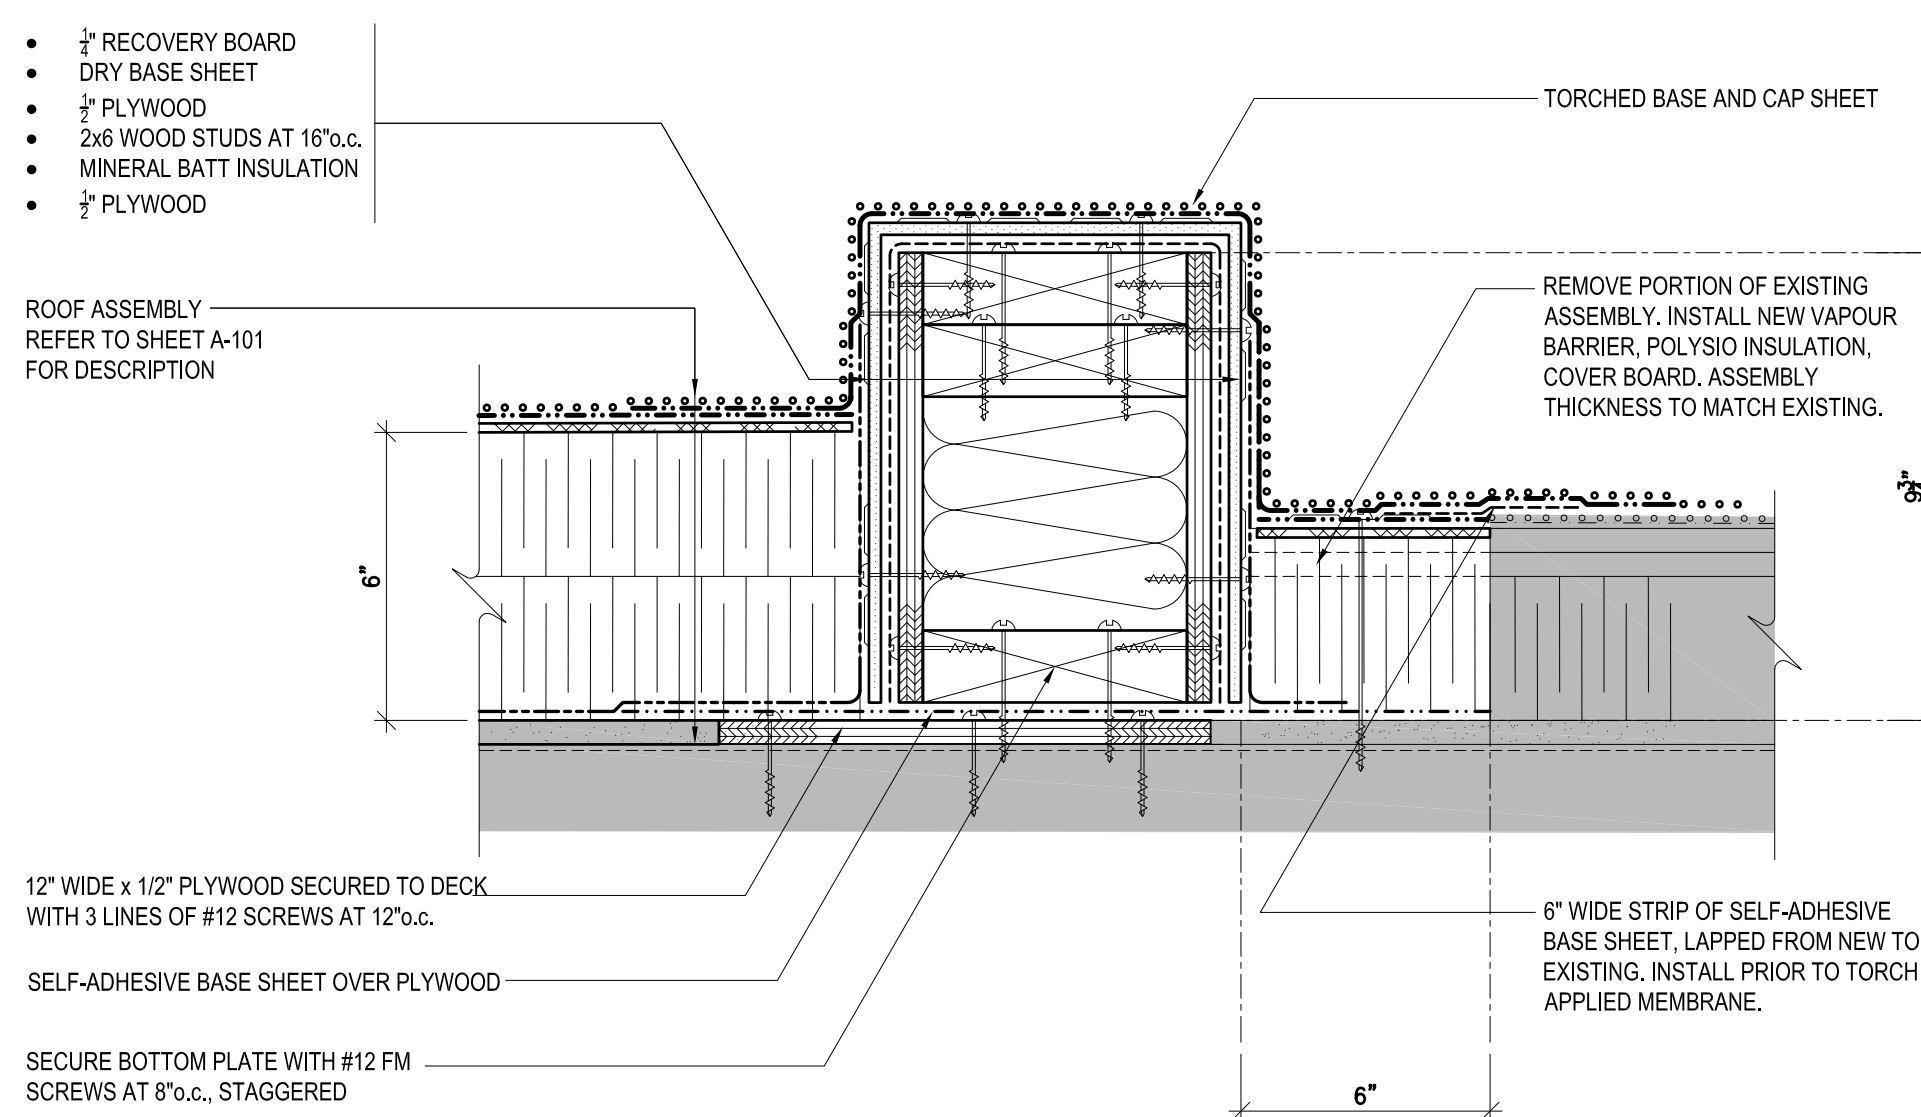 • 1/4" RECOVERY BOARD
• DRY BASE SHEET
• 1/2" PLYWOOD
• 2x6 WOOD STUDS AT 16"o.c.
• MINERAL BATT INSULATION
• 1/2" PLYWOOD
TORCHED BASE AND CAP SHEET
ROOF ASSEMBLY
REFER TO SHEET A-101
FOR DESCRIPTION
REMOVE PORTION OF EXISTING
ASSEMBLY. INSTALL NEW VAPOUR
BARRIER, POLYSIO INSULATION,
COVER BOARD. ASSEMBLY
THICKNESS TO MATCH EXISTING.
6"
12" WIDE x 1/2" PLYWOOD SECURED TO DECK
WITH 3 LINES OF #12 SCREWS AT 12"o.c.
SELF-ADHESIVE BASE SHEET OVER PLYWOOD
SECURE BOTTOM PLATE WITH #12 FM
SCREWS AT 8"o.c., STAGGERED
6" WIDE STRIP OF SELF-ADHESIVE
BASE SHEET, LAPPED FROM NEW TO
EXISTING. INSTALL PRIOR TO TORCH
APPLIED MEMBRANE.
6"